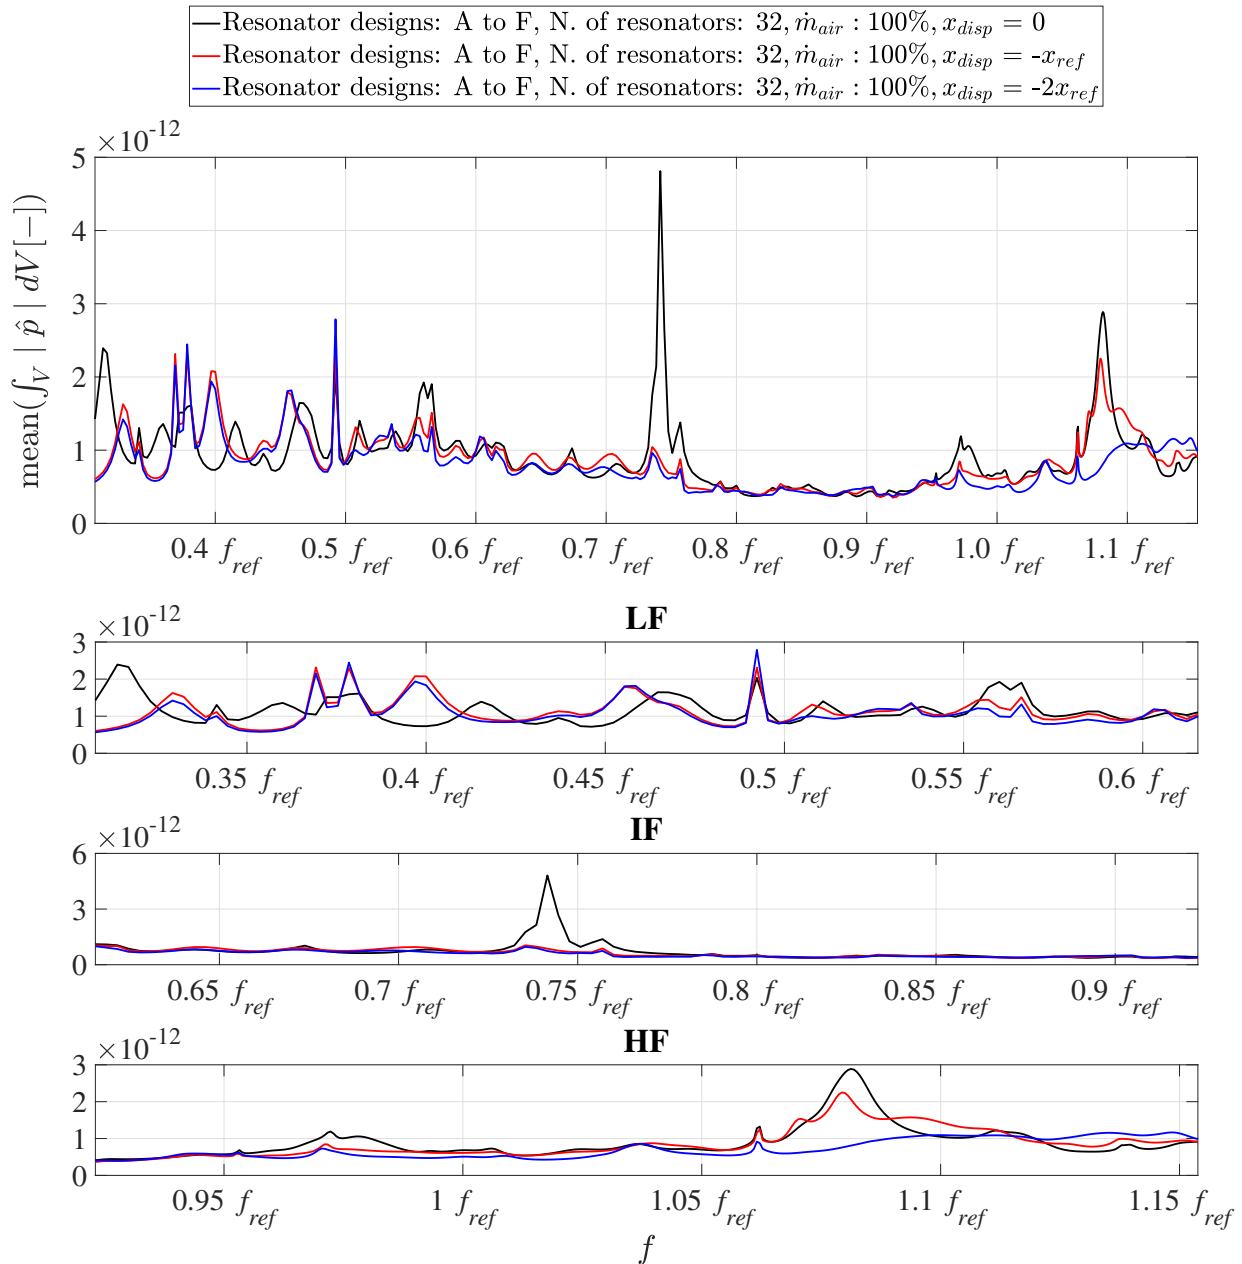 Resonator designs: A to F, N. of resonators: 32, ṁ_air : 100%, x_disp = 0
Resonator designs: A to F, N. of resonators: 32, ṁ_air : 100%, x_disp = -x_ref
Resonator designs: A to F, N. of resonators: 32, ṁ_air : 100%, x_disp = -2x_ref
×10^-12
5
4
3
2
1
0
mean(∫_V | p̂ | dV [−])
0.4 f_ref 0.5 f_ref 0.6 f_ref 0.7 f_ref 0.8 f_ref 0.9 f_ref 1.0 f_ref 1.1 f_ref
×10^-12
LF
3
2
1
0
0.35 f_ref 0.4 f_ref 0.45 f_ref 0.5 f_ref 0.55 f_ref 0.6 f_ref
×10^-12
IF
6
3
0
0.65 f_ref 0.7 f_ref 0.75 f_ref 0.8 f_ref 0.85 f_ref 0.9 f_ref
×10^-12
HF
3
2
1
0
0.95 f_ref 1 f_ref 1.05 f_ref 1.1 f_ref 1.15 f_ref
f